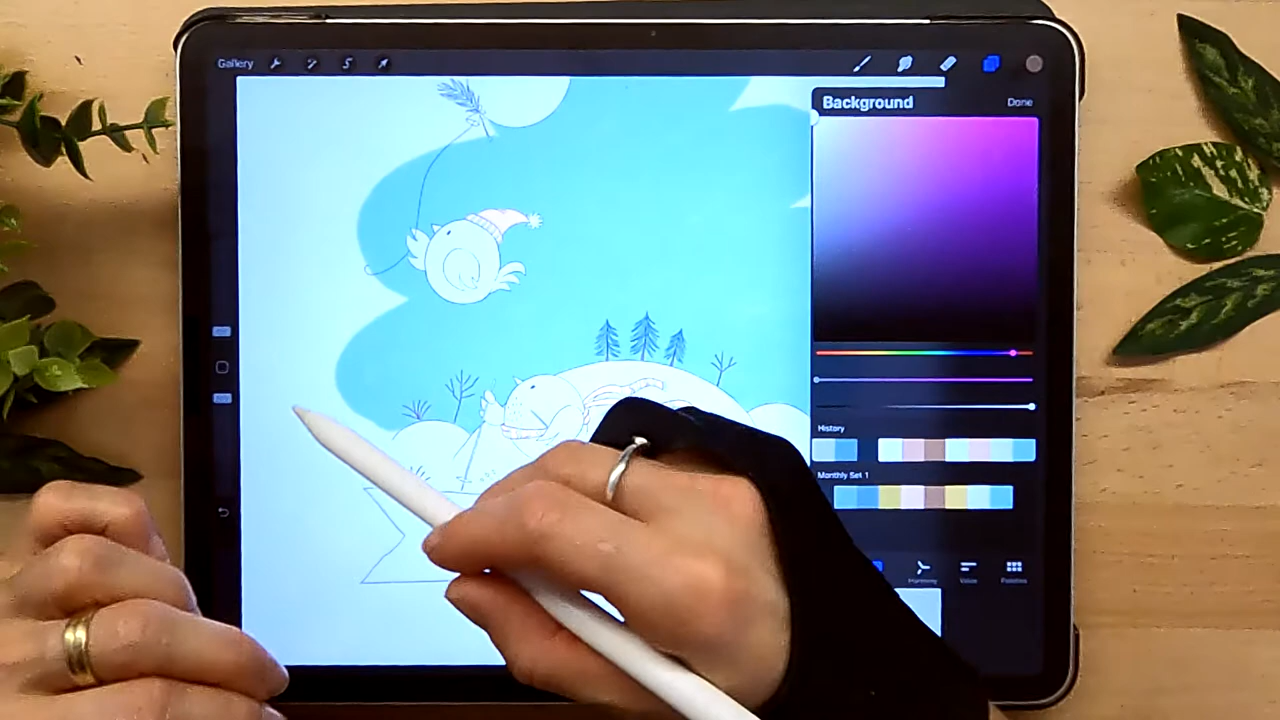 Gallery
Background
Done
History
Monthly Set 1
Harmony
Value
Palettes